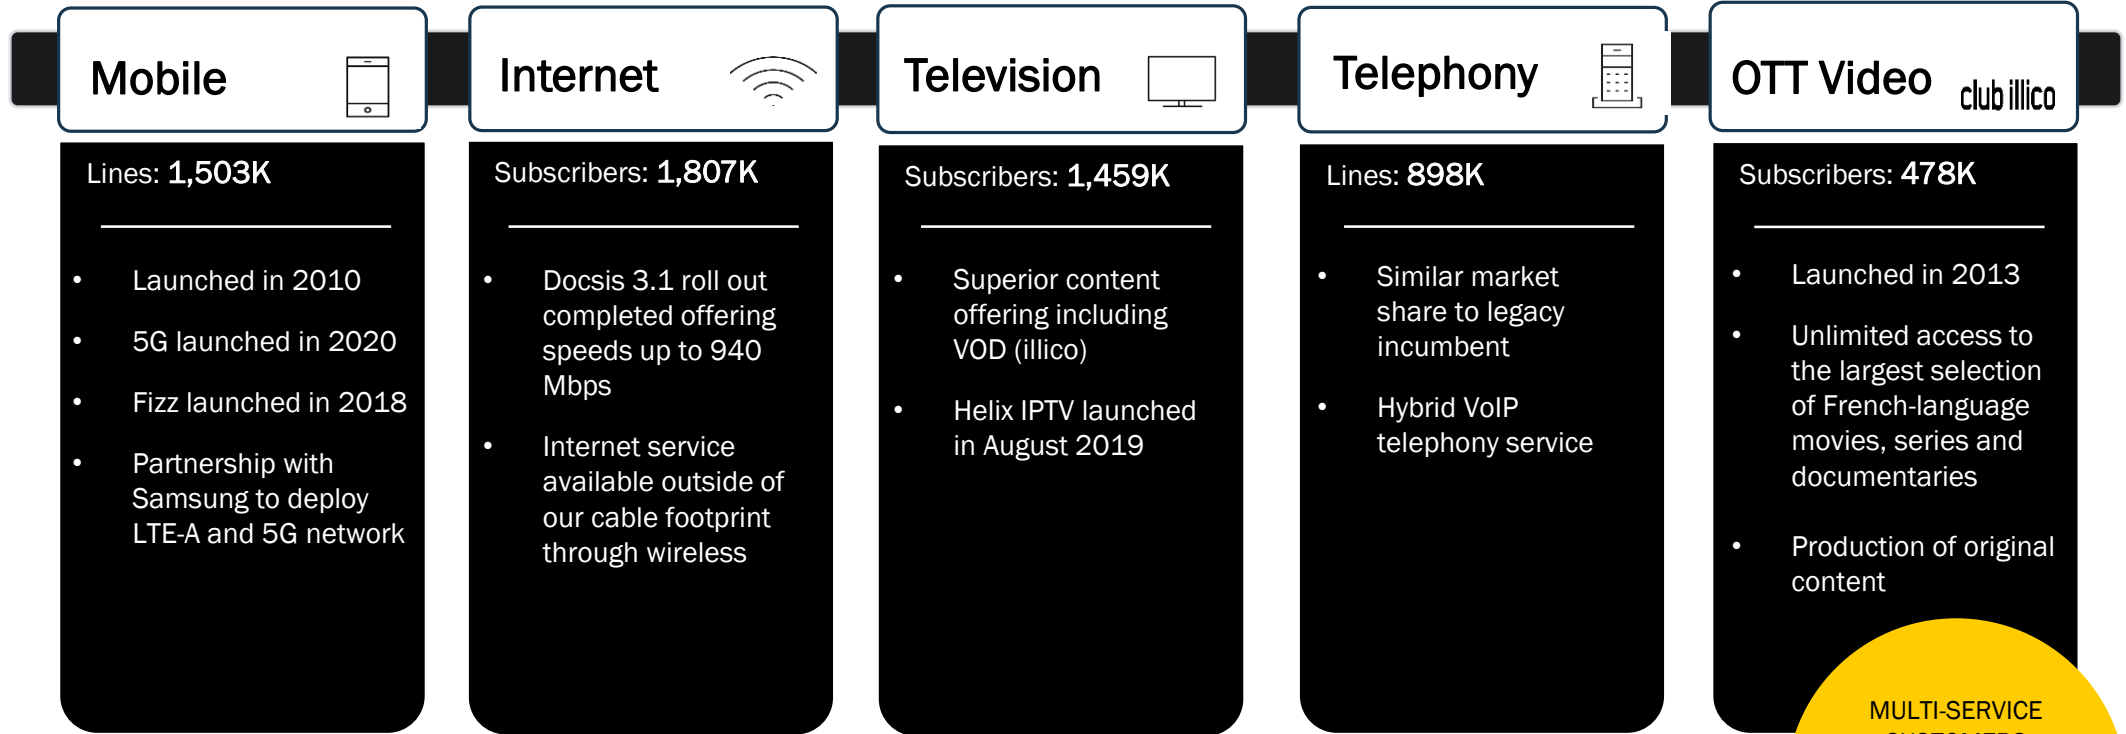 Mobile
Lines: 1,503K
• Launched in 2010
• 5G launched in 2020
• Fizz launched in 2018
• Partnership with
Samsung to deploy
LTE-A and 5G network
Internet
Subscribers: 1,807K
• Docsis 3.1 roll out
completed offering
speeds up to 940
Mbps
• Internet service
available outside of
our cable footprint
through wireless
Television
Subscribers: 1,459K
• Superior content
offering including
VOD (illico)
• Helix IPTV launched
in August 2019
Telephony
Lines: 898K
• Similar market
share to legacy
incumbent
• Hybrid VoIP
telephony service
OTT Video
club illico
Subscribers: 478K
• Launched in 2013
• Unlimited access to
the largest selection
of French-language
movies, series and
documentaries
• Production of original
content
MULTI-SERVICE